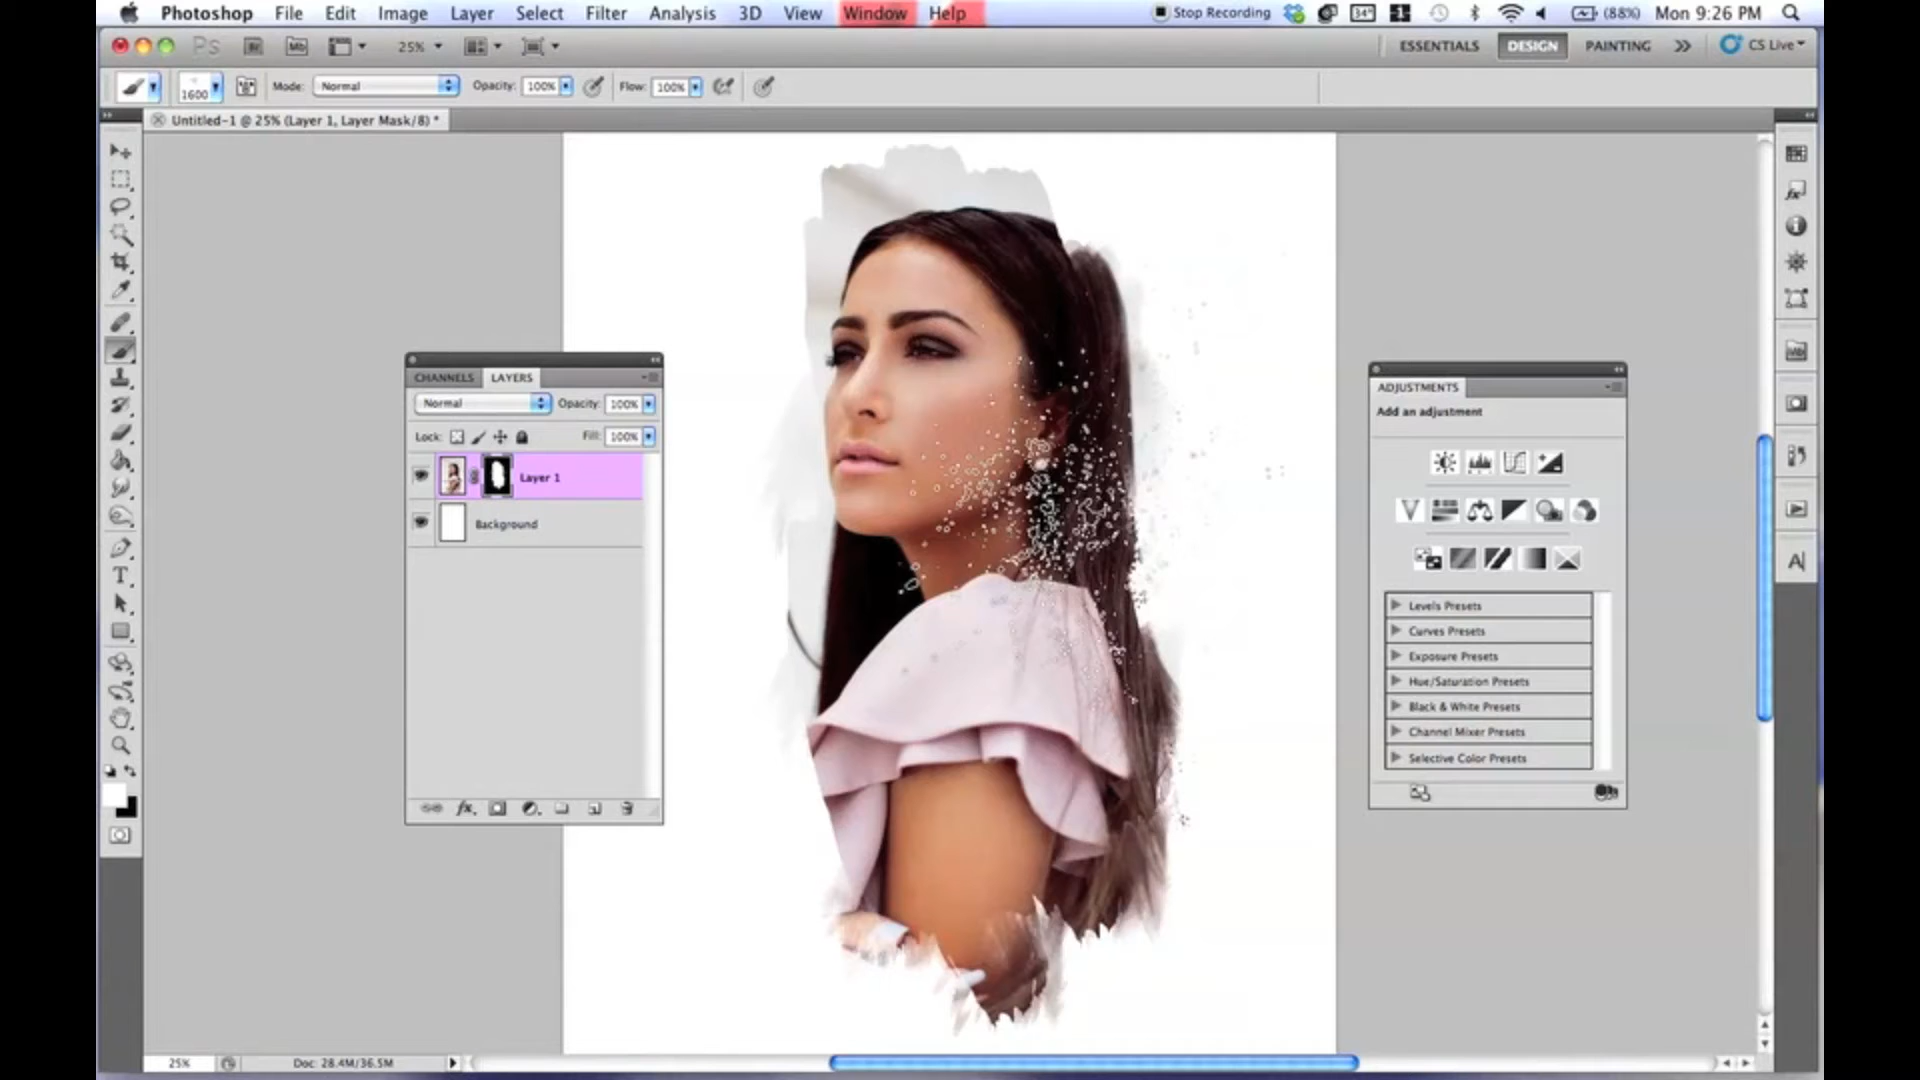 Photoshop File Edit Image Layer Select Filter Analysis 3D View Window Help Stop Recording 34° (88%) Mon 9:26 PM
Ps Br Mb 25% ESSENTIALS DESIGN PAINTING CS Live
1600 Mode: Normal Opacity: 100% Flow: 100%
Untitled-1 @ 25% (Layer 1, Layer Mask/8) *
CHANNELS LAYERS
Normal Opacity: 100%
Lock: Fill: 100%
Layer 1
Background
fx
ADJUSTMENTS
Add an adjustment
Levels Presets
Curves Presets
Exposure Presets
Hue/Saturation Presets
Black & White Presets
Channel Mixer Presets
Selective Color Presets
25% Doc: 28.4M/36.5M